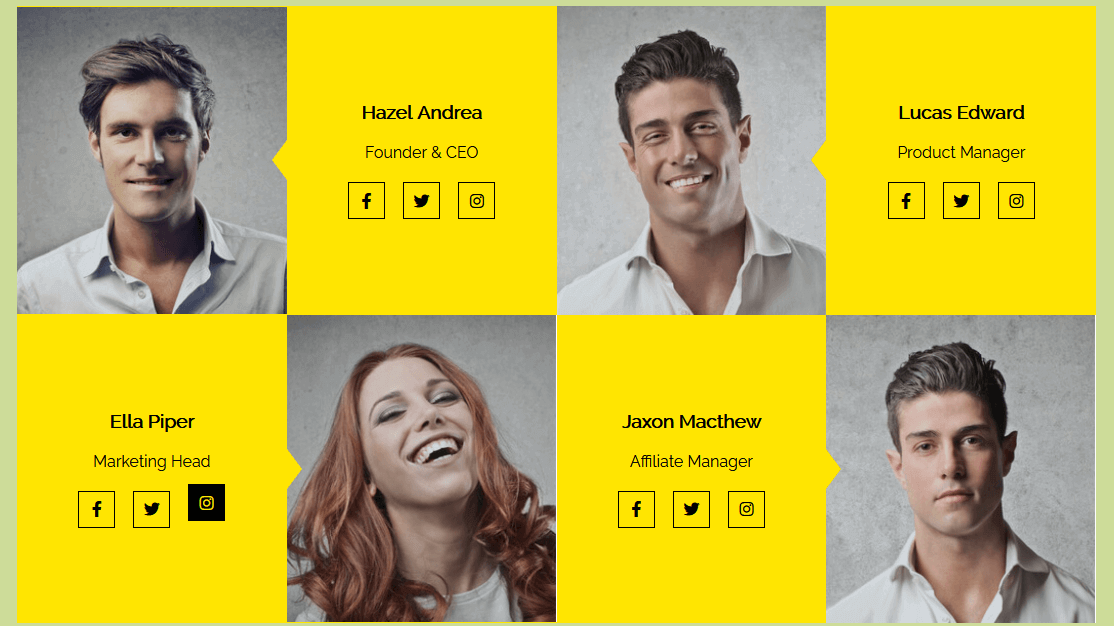 Hazel Andrea
Founder & CEO
Lucas Edward
Product Manager
Ella Piper
Marketing Head
Jaxon Macthew
Affiliate Manager